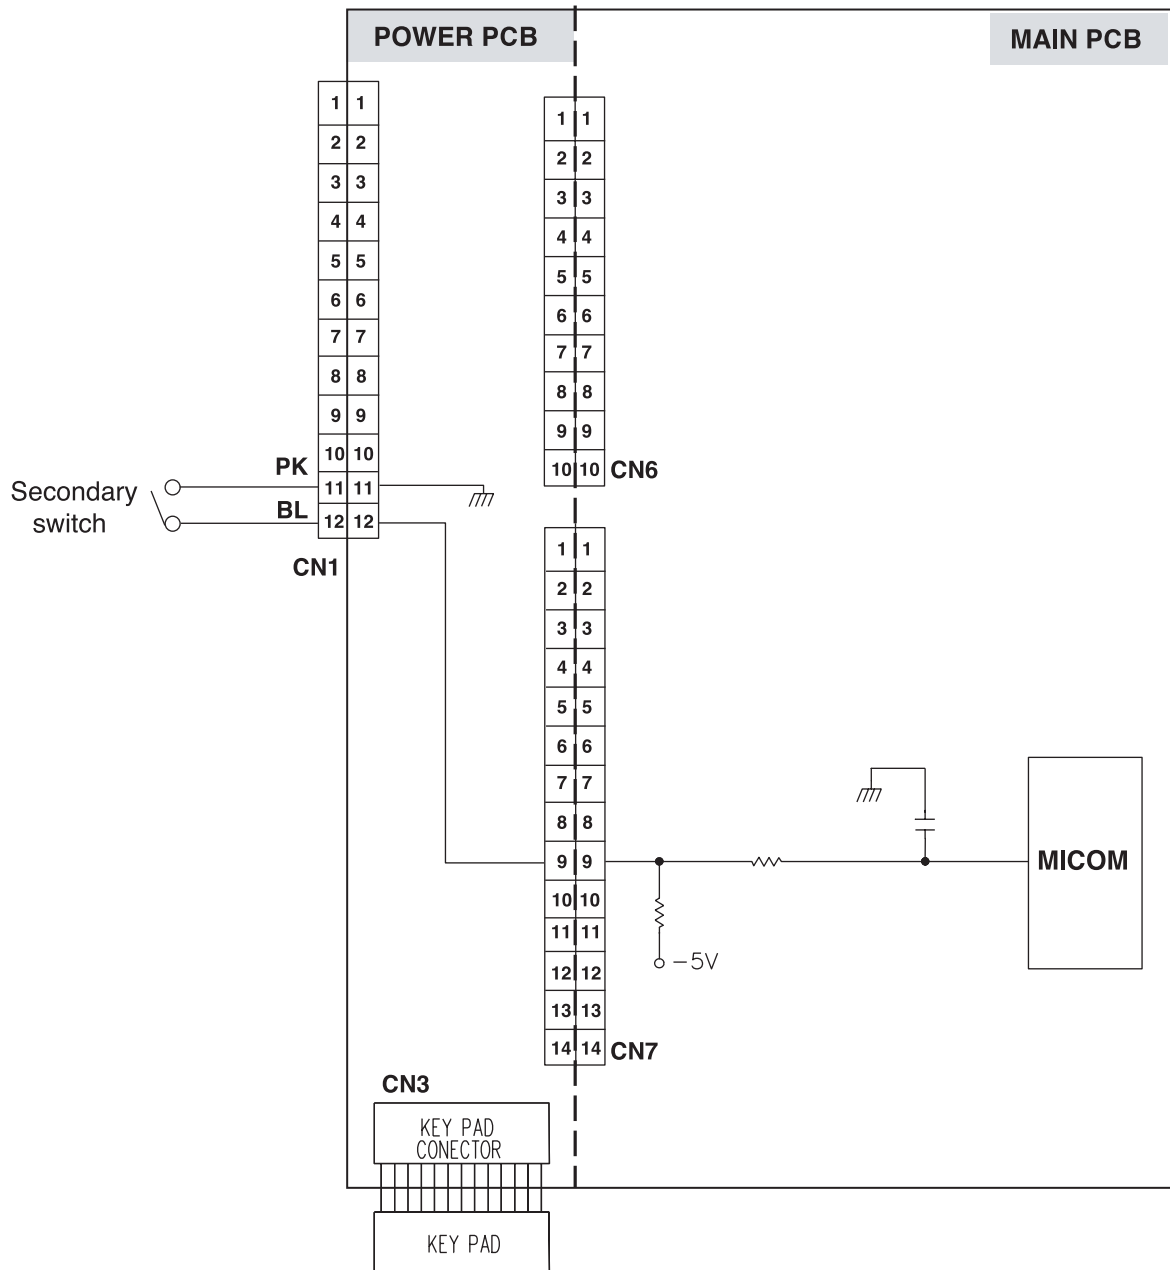 POWER PCB
MAIN PCB
1 1
2 2
3 3
4 4
5 5
6 6
7 7
8 8
9 9
10 10
11 11
12 12
CN1
PK
BL
Secondary
switch
1 1
2 2
3 3
4 4
5 5
6 6
7 7
8 8
9 9
10 10
CN6
1 1
2 2
3 3
4 4
5 5
6 6
7 7
8 8
9 9
10 10
11 11
12 12
13 13
14 14
CN7
-5V
MICOM
CN3
KEY PAD
CONECTOR
KEY PAD